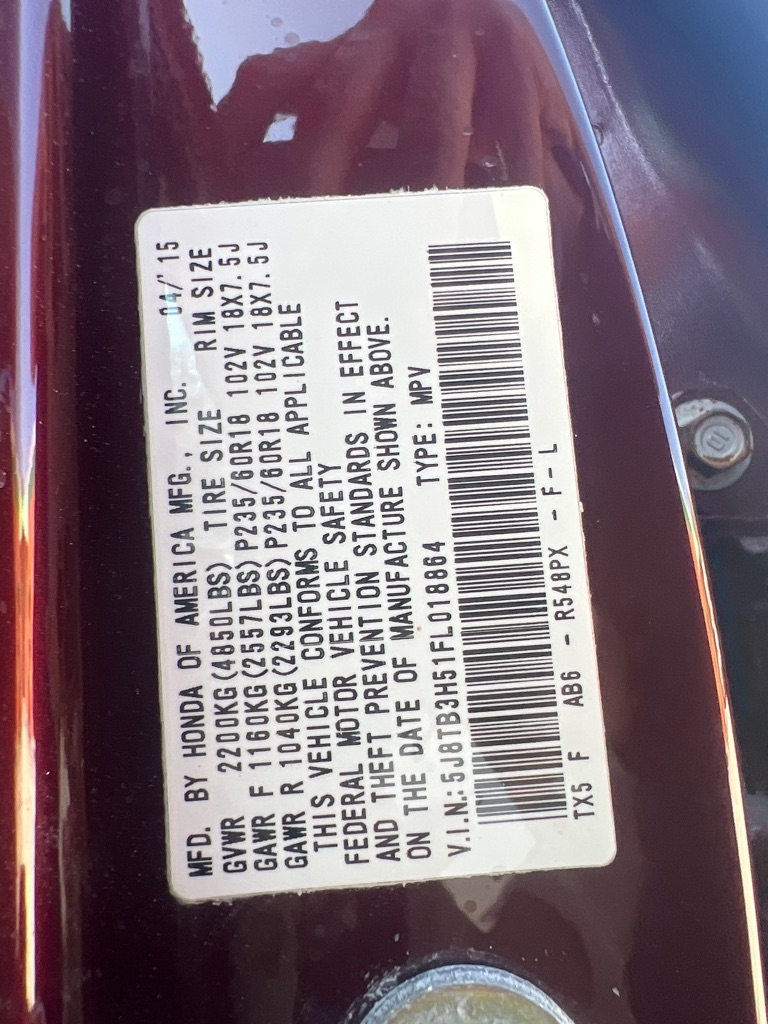 MFD. BY HONDA OF AMERICA MFG., INC. 04/'15
GVWR 2200KG(4850LBS) TIRE SIZE RIM SIZE
GAWR F 1160KG(2557LBS)P235/60R18 102V 18X7.5J
GAWR R 1040KG(2293LBS)P235/60R18 102V 18X7.5J
THIS VEHICLE CONFORMS TO ALL APPLICABLE
FEDERAL MOTOR VEHICLE SAFETY
AND THEFT PREVENTION STANDARDS IN EFFECT
ON THE DATE OF MANUFACTURE SHOWN ABOVE.
V.I.N.:5J8TB3H51FL018864 TYPE: MPV
TX5 F AB6 - R548PX - F-L